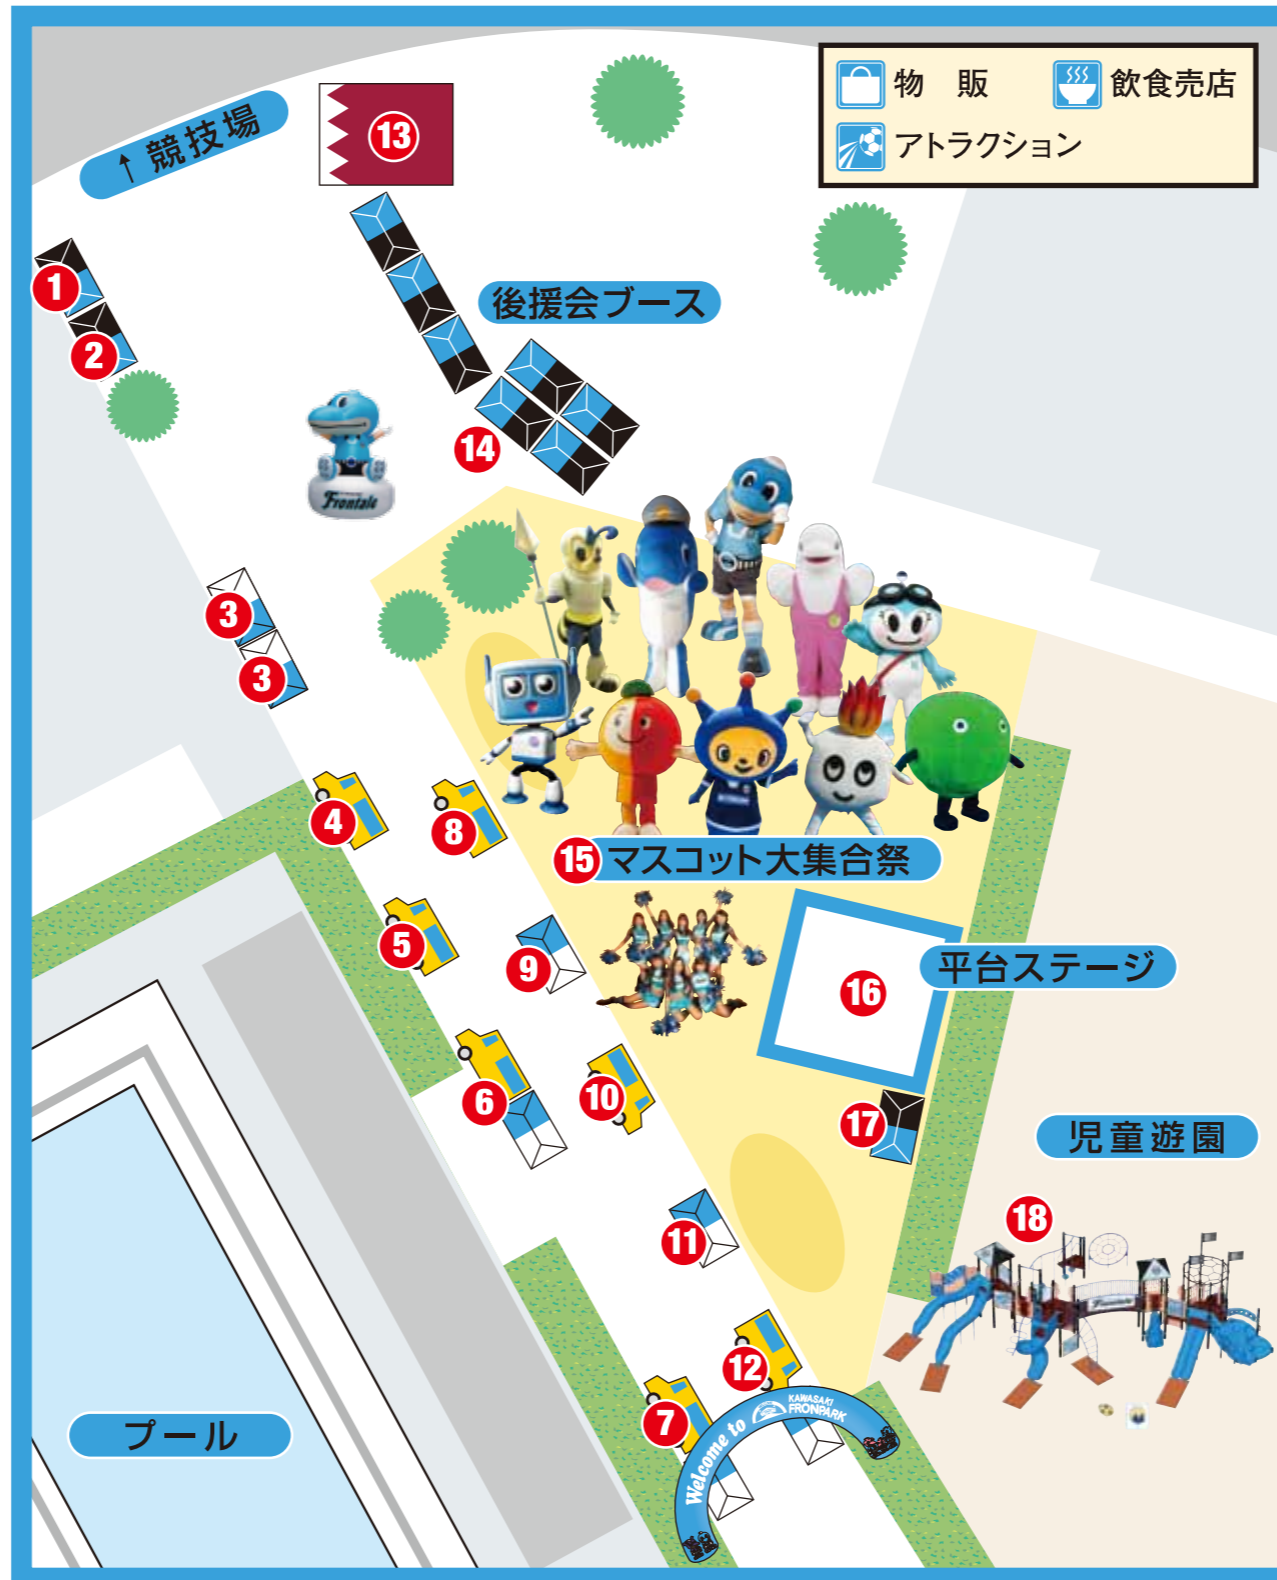 物　販
飲食売店
アトラクション
↑ 競技場
13
1
後援会ブース
2
14
Frontale
3
3
4
8
15 マスコット大集合祭
5
9
平台ステージ
16
6
10
17
児童遊園
18
11
Frontale
12
7
Welcome to
KAWASAKI
FRONPARK
プール